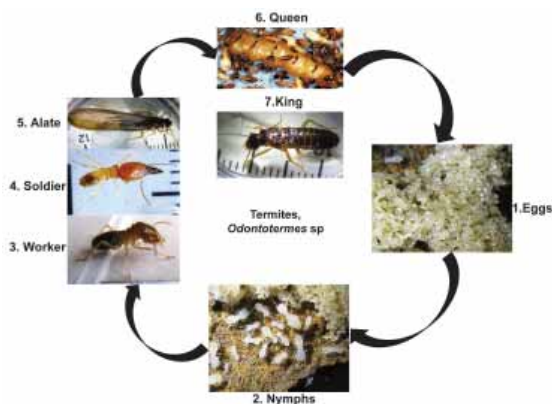 6. Queen
7.King
5. Alate
4. Soldier
Termites,
Odontotermes sp
1.Eggs
3. Worker
2. Nymphs